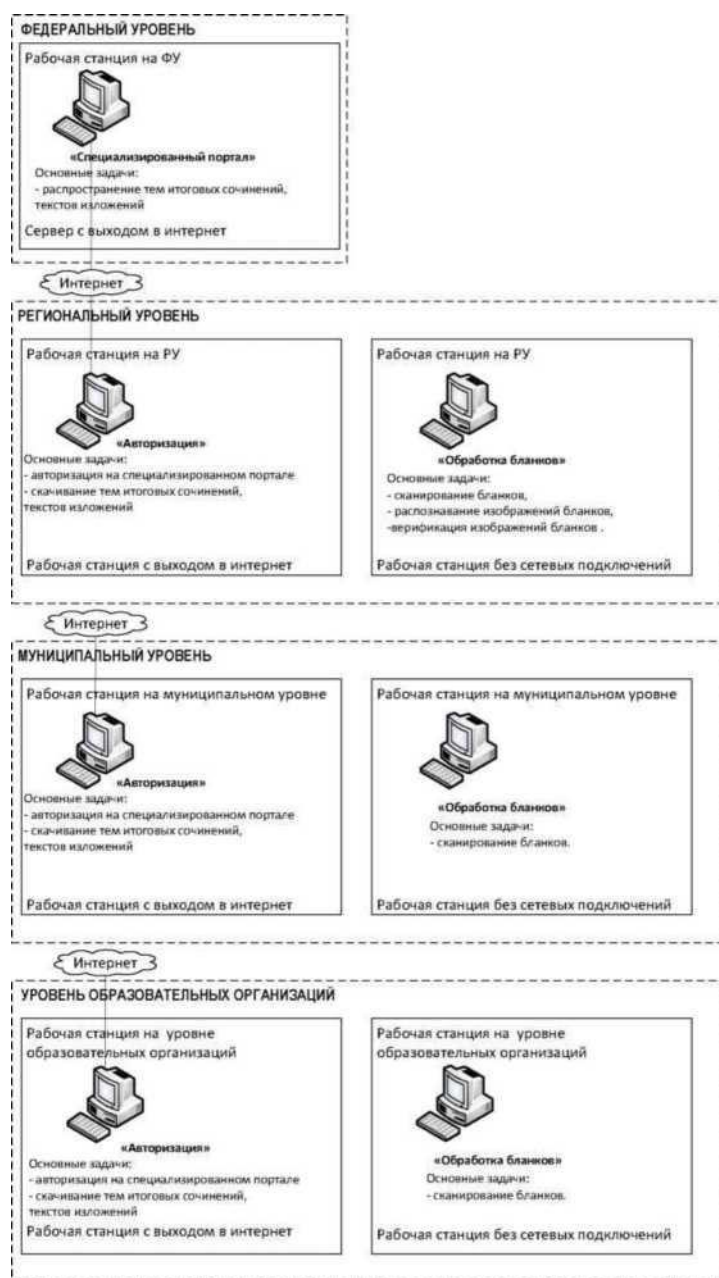 ФЕДЕРАЛЬНЫЙ УРОВЕНЬ
Рабочая станция на ФУ
«Специализированный портал»
Основные задачи:
- распространение тем итоговых сочинений,
текстов изложений
Сервер с выходом в интернет
Интернет
РЕГИОНАЛЬНЫЙ УРОВЕНЬ
Рабочая станция на РУ
«Авторизация»
Основные задачи:
- авторизация на специализированном портале
- скачивание тем итоговых сочинений,
текстов изложений
Рабочая станция с выходом в интернет
Рабочая станция на РУ
«Обработка бланков»
Основные задачи:
- сканирование бланков,
- распознавание изображений бланков,
-верификация изображений бланков .
Рабочая станция без сетевых подключений
Интернет
МУНИЦИПАЛЬНЫЙ УРОВЕНЬ
Рабочая станция на муниципальном уровне
«Авторизация»
Основные задачи:
- авторизация на специализированном портале
- скачивание тем итоговых сочинений,
текстов изложений
Рабочая станция с выходом в интернет
Рабочая станция на муниципальном уровне
«Обработка бланков»
Основные задачи:
- сканирование бланков.
Рабочая станция без сетевых подключений
Интернет
УРОВЕНЬ ОБРАЗОВАТЕЛЬНЫХ ОРГАНИЗАЦИЙ
Рабочая станция на уровне
образовательных организаций
«Авторизация»
Основные задачи:
- авторизация на специализированном портале
- скачивание тем итоговых сочинений,
текстов изложений
Рабочая станция с выходом в интернет
Рабочая станция на уровне
образовательных организаций
«Обработка бланков»
Основные задачи:
- сканирование бланков.
Рабочая станция без сетевых подключений